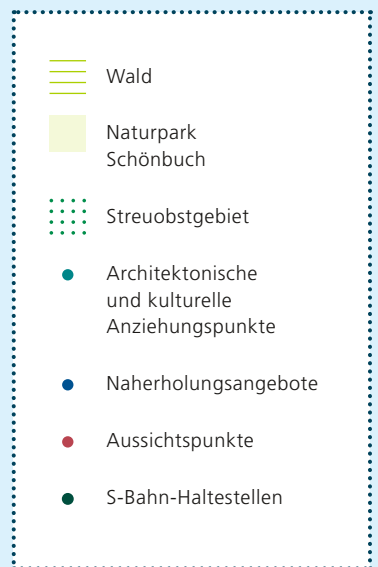 Wald
Naturpark
Schönbuch
Streuobstgebiet
Architektonische
und kulturelle
Anziehungspunkte
Naherholungsangebote
Aussichtspunkte
S-Bahn-Haltestellen